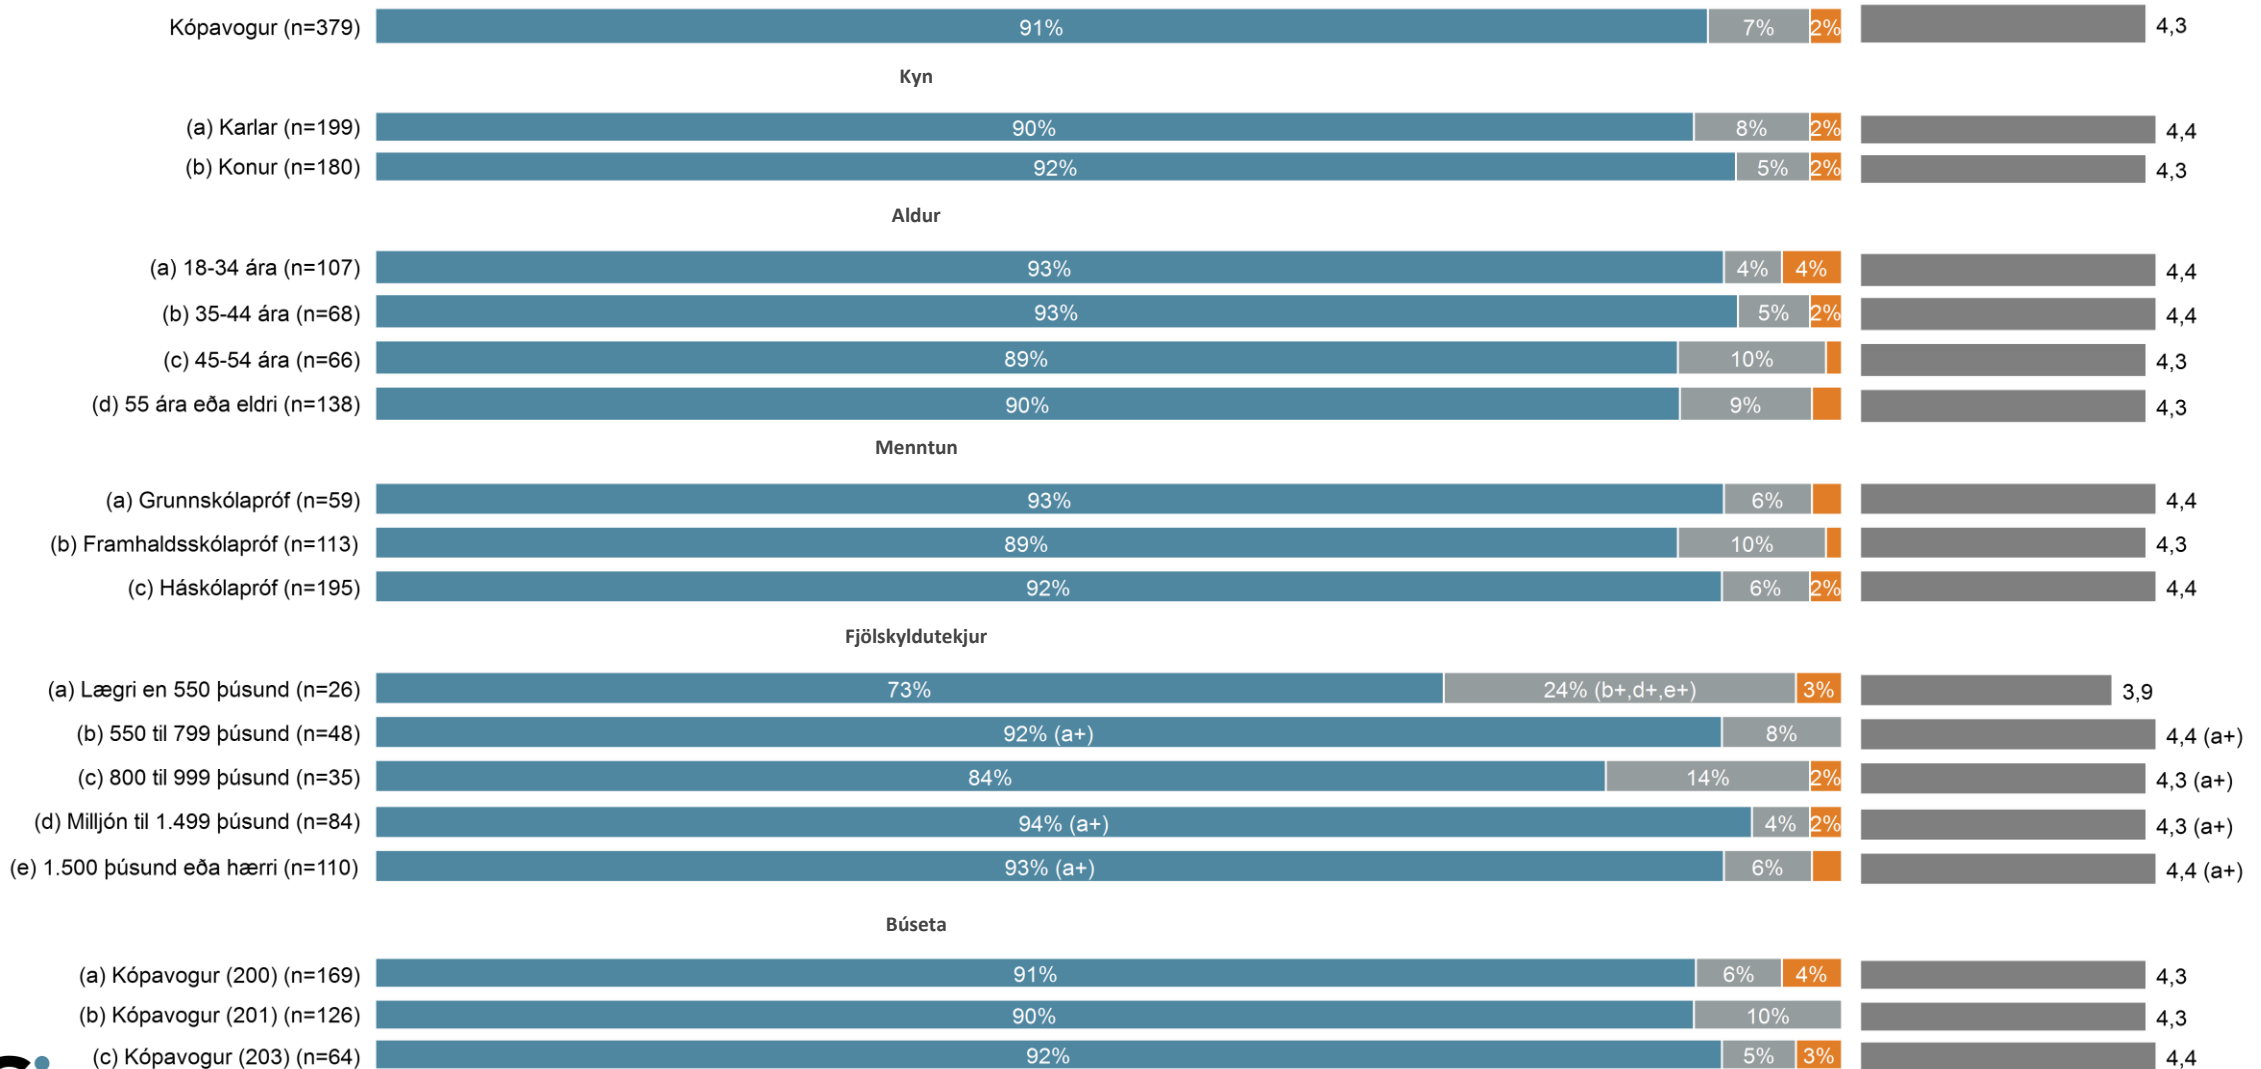 Kópavogur (n=379) 91% 7% 2% 4,3
Kyn
(a) Karlar (n=199) 90% 8% 2% 4,4
(b) Konur (n=180) 92% 5% 2% 4,3
Aldur
(a) 18-34 ára (n=107) 93% 4% 4% 4,4
(b) 35-44 ára (n=68) 93% 5% 2% 4,4
(c) 45-54 ára (n=66) 89% 10% 4,3
(d) 55 ára eða eldri (n=138) 90% 9% 4,3
Menntun
(a) Grunnskólapróf (n=59) 93% 6% 4,4
(b) Framhaldsskólapróf (n=113) 89% 10% 4,3
(c) Háskólapróf (n=195) 92% 6% 2% 4,4
Fjölskyldutekjur
(a) Lægri en 550 þúsund (n=26) 73% 24% (b+,d+,e+) 3% 3,9
(b) 550 til 799 þúsund (n=48) 92% (a+) 8% 4,4 (a+)
(c) 800 til 999 þúsund (n=35) 84% 14% 2% 4,3 (a+)
(d) Milljón til 1.499 þúsund (n=84) 94% (a+) 4% 2% 4,3 (a+)
(e) 1.500 þúsund eða hærri (n=110) 93% (a+) 6% 4,4 (a+)
Búseta
(a) Kópavogur (200) (n=169) 91% 6% 4% 4,3
(b) Kópavogur (201) (n=126) 90% 10% 4,3
(c) Kópavogur (203) (n=64) 92% 5% 3% 4,4